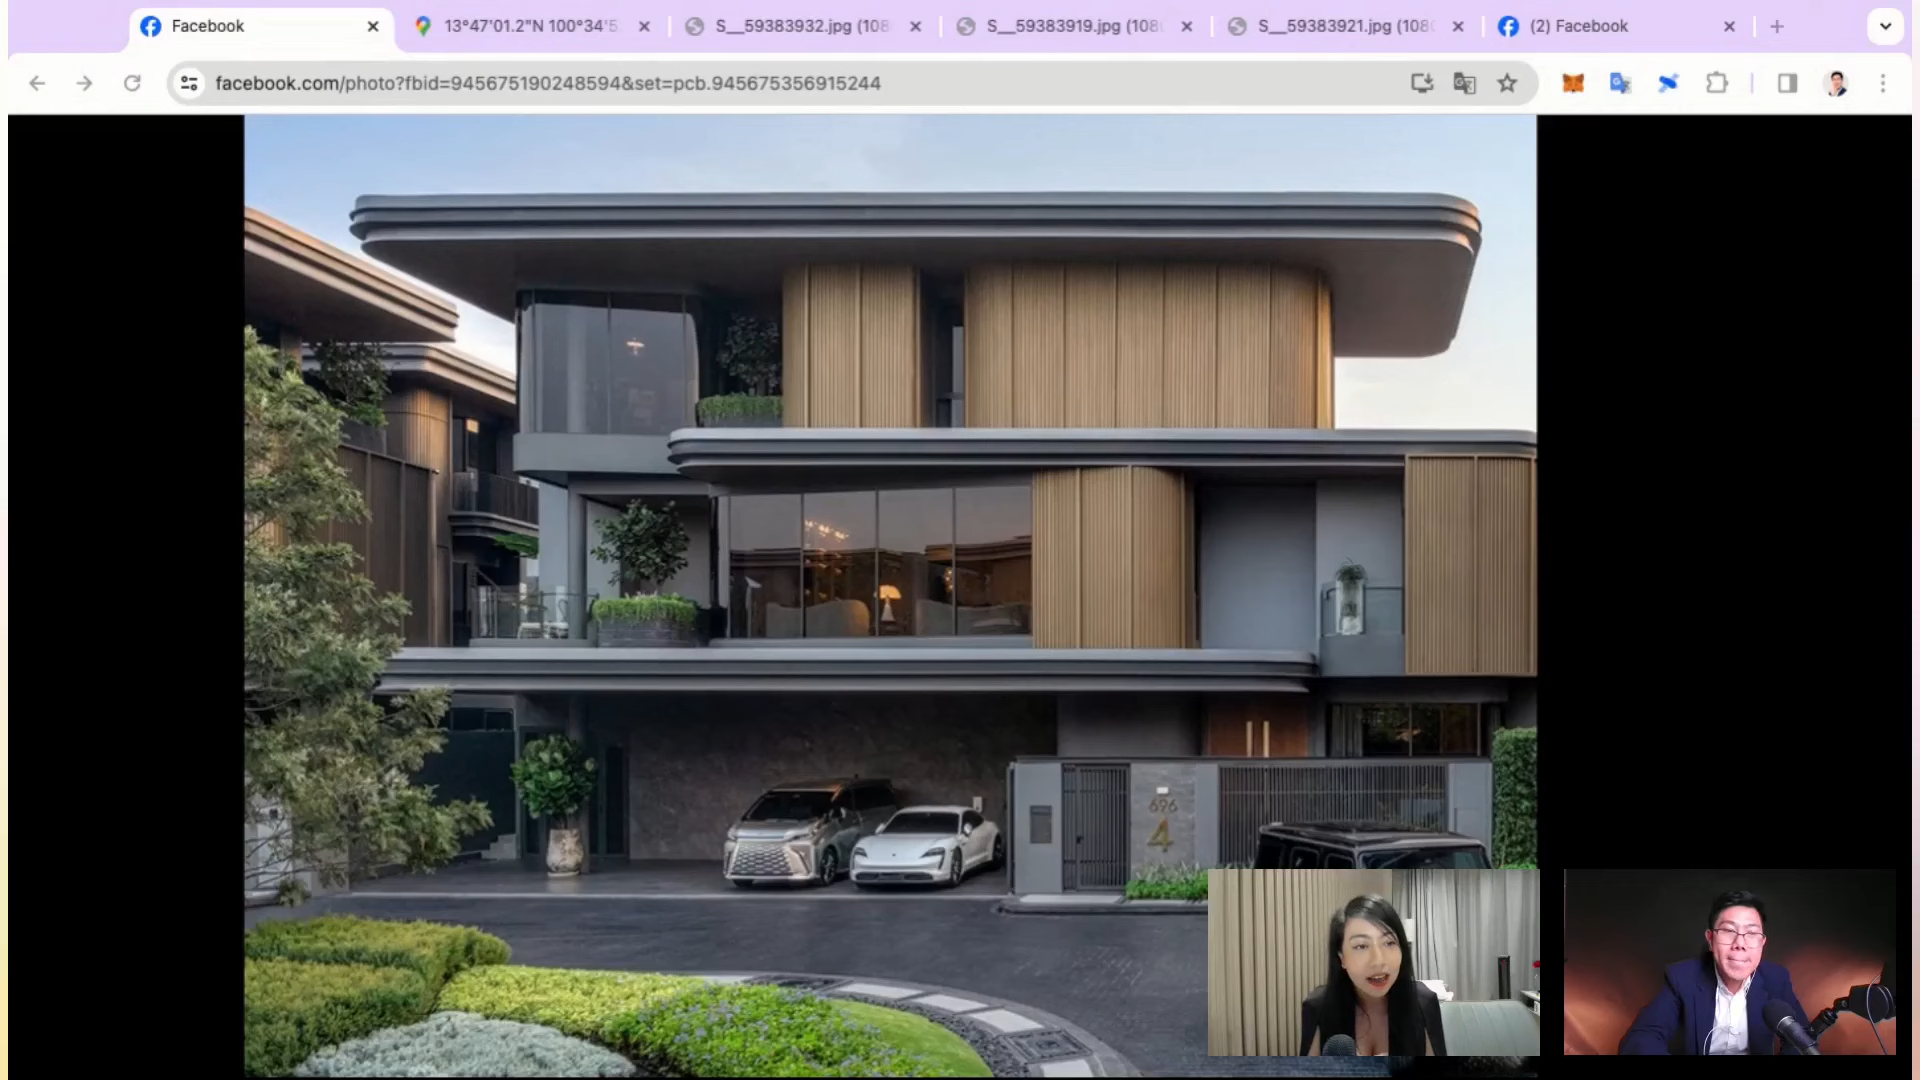 Facebook
13°47'01.2"N 100°34'5
S__59383932.jpg (108
S__59383919.jpg (108
S__59383921.jpg (108
(2) Facebook
facebook.com/photo?fbid=945675190248594&set=pcb.945675356915244
696
4